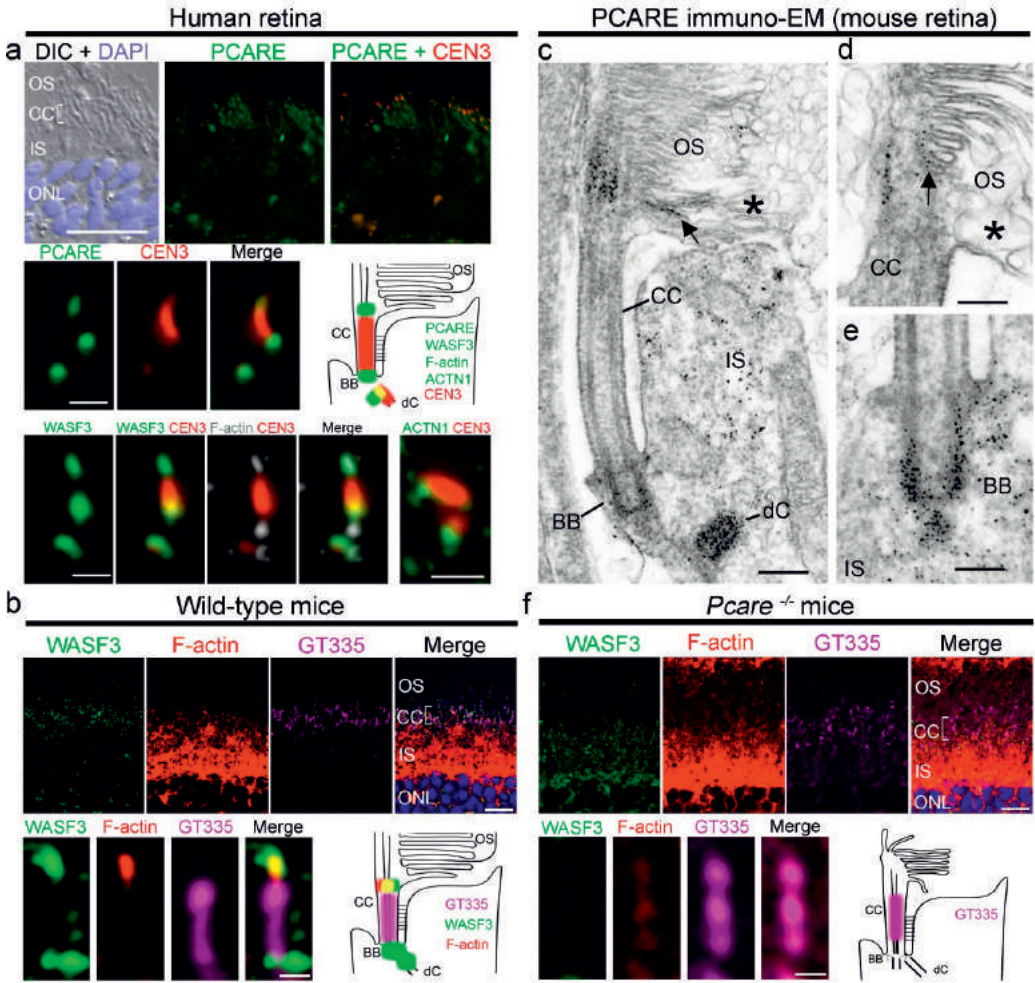 Human retina
PCARE immuno-EM (mouse retina)
a
DIC + DAPI
PCARE
PCARE + CEN3
OS
CC
IS
ONL
PCARE
CEN3
Merge
OS
CC
BB
dC
PCARE
WASF3
F-actin
ACTN1
CEN3
WASF3
WASF3 CEN3
F-actin CEN3
Merge
ACTN1 CEN3
c
OS
*
CC
IS
BB
dC
d
OS
*
CC
e
BB
IS
b
Wild-type mice
WASF3
F-actin
GT335
Merge
OS
CC
IS
ONL
WASF3
F-actin
GT335
Merge
OS
CC
BB
dC
GT335
WASF3
F-actin
f
Pcare -/- mice
WASF3
F-actin
GT335
Merge
OS
CC
IS
ONL
WASF3
F-actin
GT335
Merge
CC
BB
dC
GT335